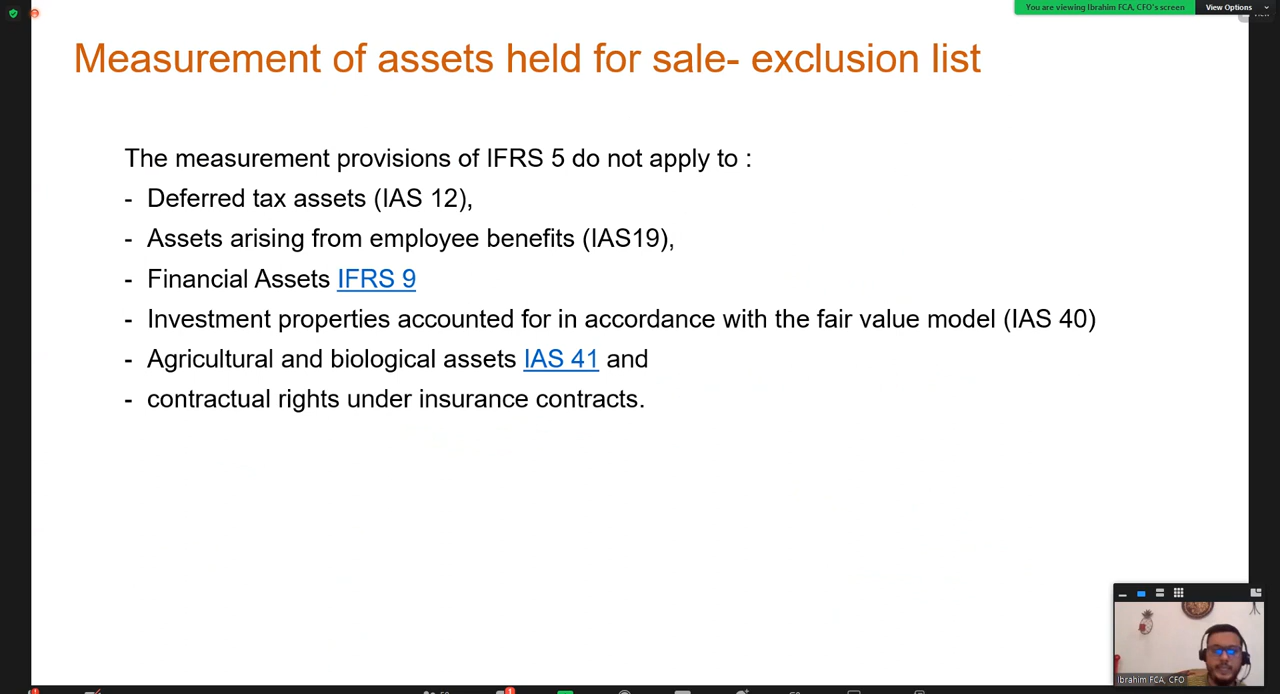 You are viewing Ibrahim FCA, CFO's screen
View Options
Measurement of assets held for sale- exclusion list
The measurement provisions of IFRS 5 do not apply to :
- Deferred tax assets (IAS 12),
- Assets arising from employee benefits (IAS19),
- Financial Assets IFRS 9
- Investment properties accounted for in accordance with the fair value model (IAS 40)
- Agricultural and biological assets IAS 41 and
- contractual rights under insurance contracts.
Ibrahim FCA, CFO
1